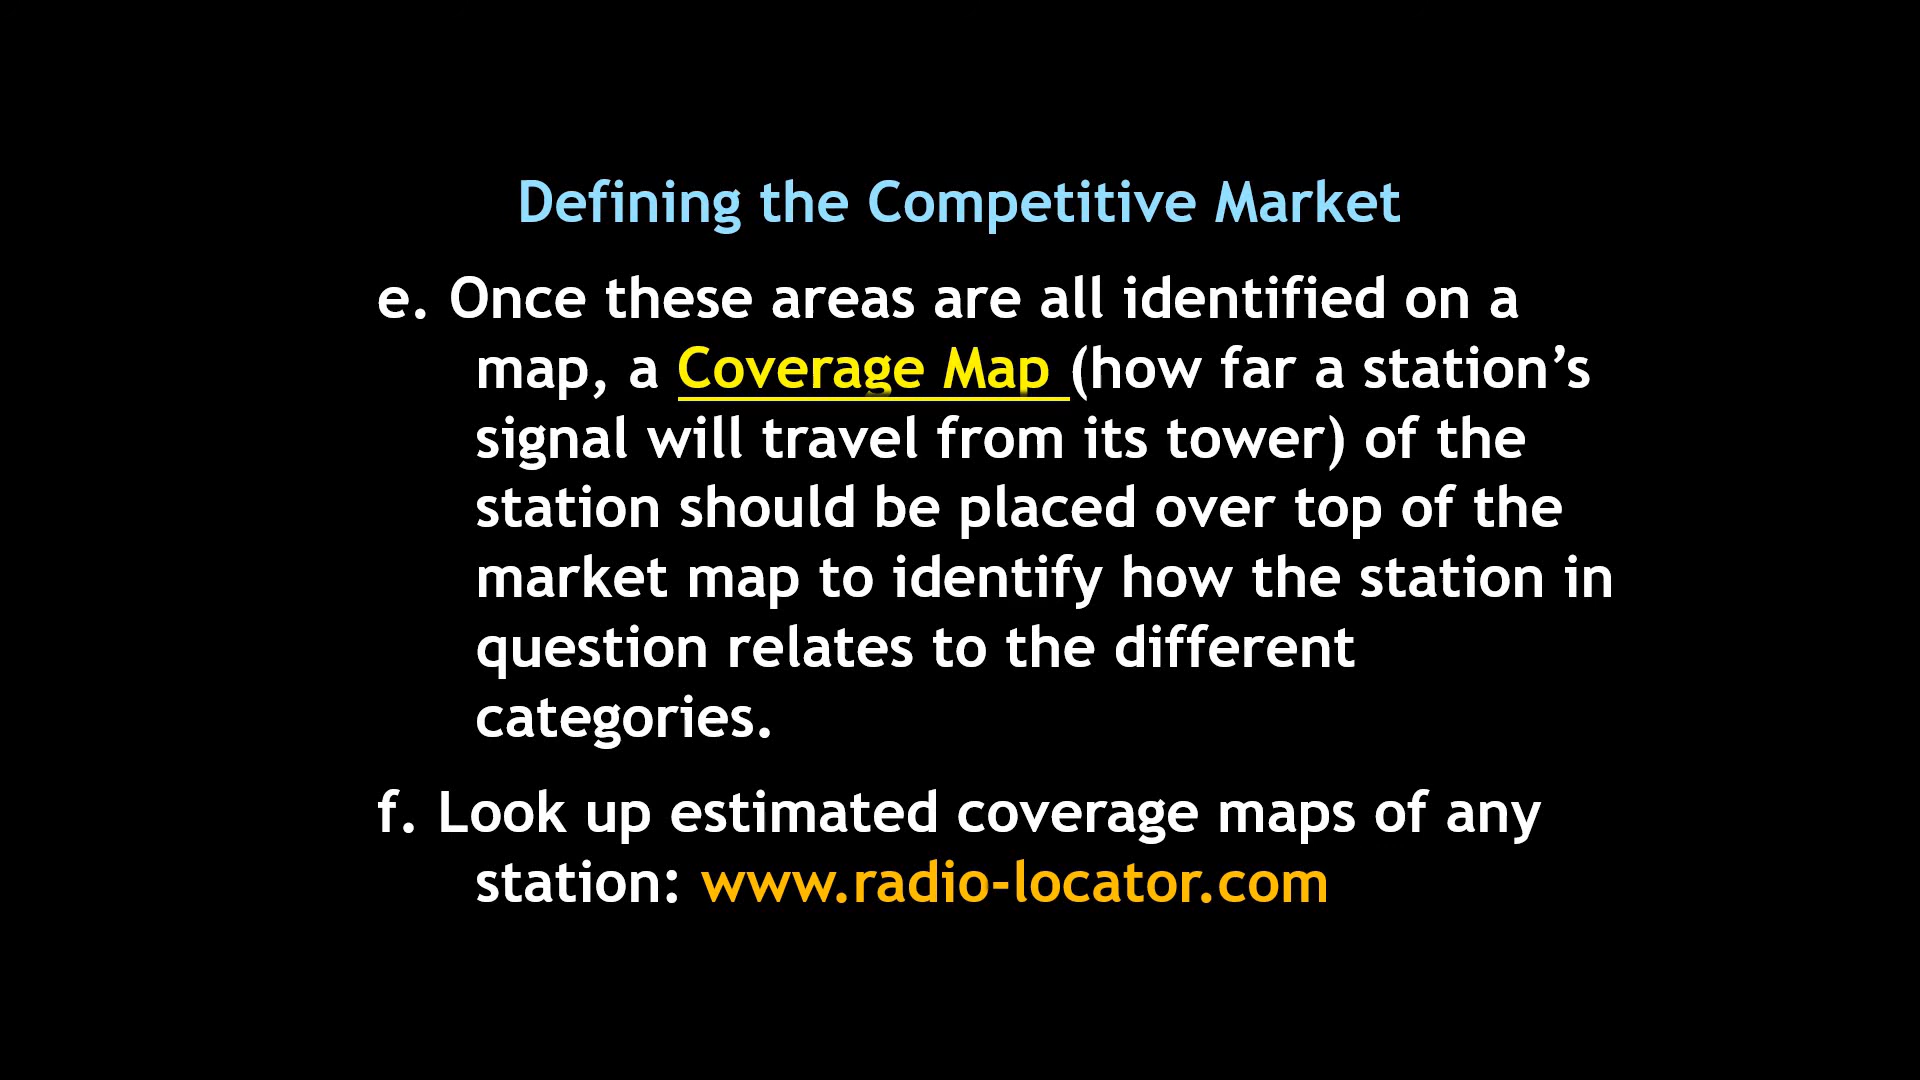 Defining the Competitive Market
e. Once these areas are all identified on a
map, a Coverage Map (how far a station’s
signal will travel from its tower) of the
station should be placed over top of the
market map to identify how the station in
question relates to the different
categories.
f. Look up estimated coverage maps of any
station: www.radio-locator.com